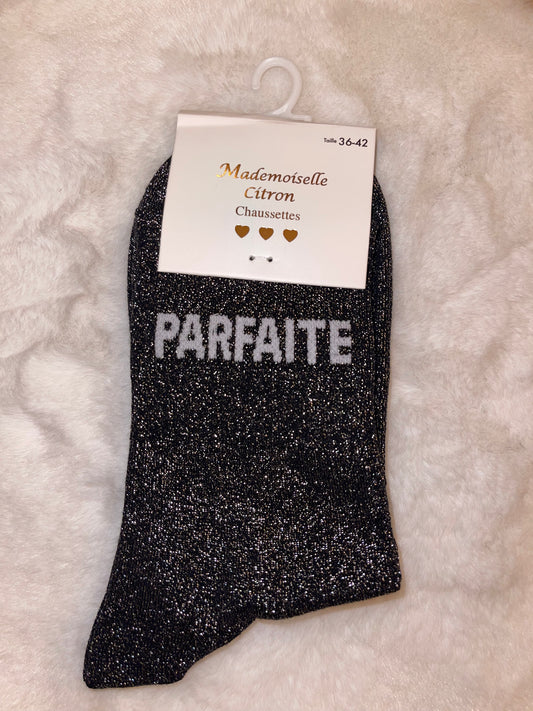 Taille 36-42
Mademoiselle
Citron
Chaussettes
PARFAITE